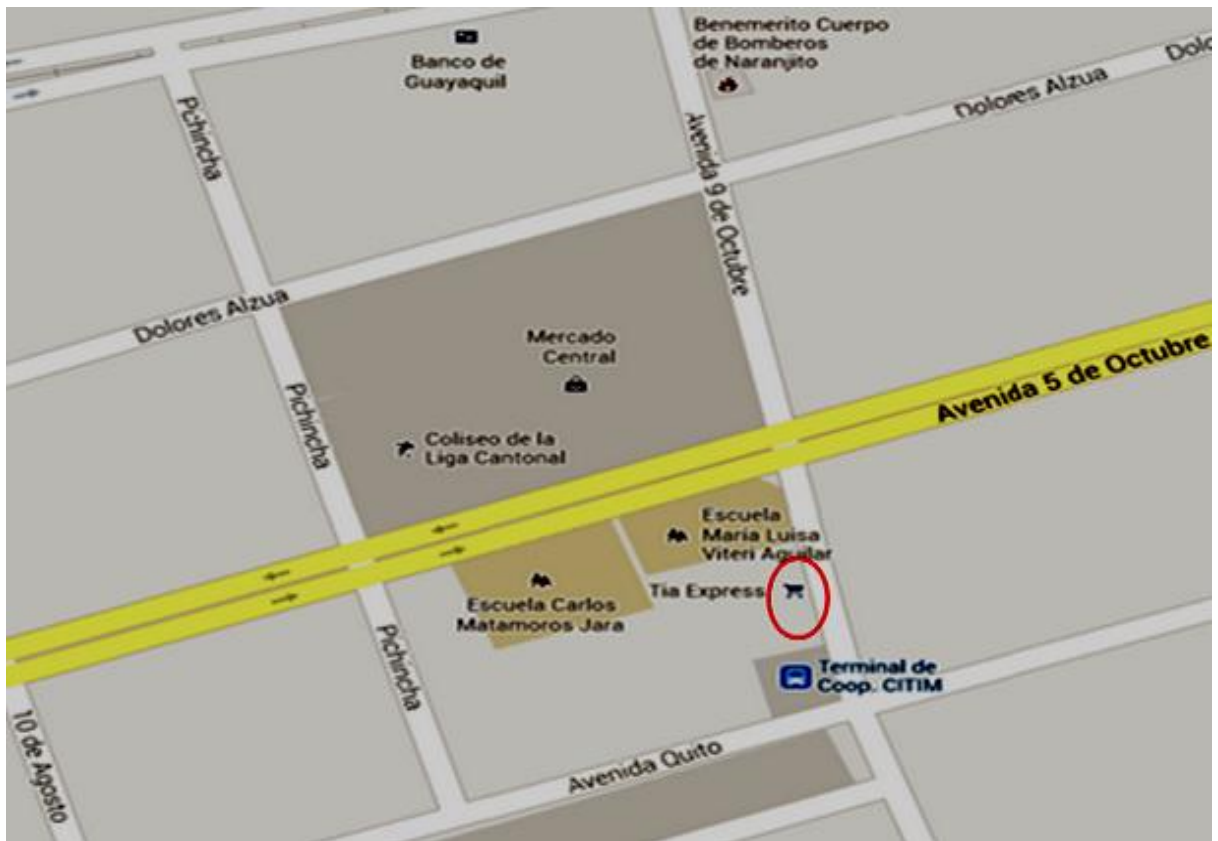 Benemerito Cuerpo
de Bomberos
de Naranjito
Banco de
Guayaquil
Dolores Alzua
Dolo
Pichincha
Avenida 9 de Octubre
Dolores Alzua
Mercado
Central
Avenida 5 de Octubre
Pichincha
Coliseo de la
Liga Cantonal
Escuela
María Luisa
Viteri Aguilar
Tia Express
Escuela Carlos
Matamoros Jara
Pichincha
Terminal de
Coop. CITIM
10 de Agosto
Avenida Quito